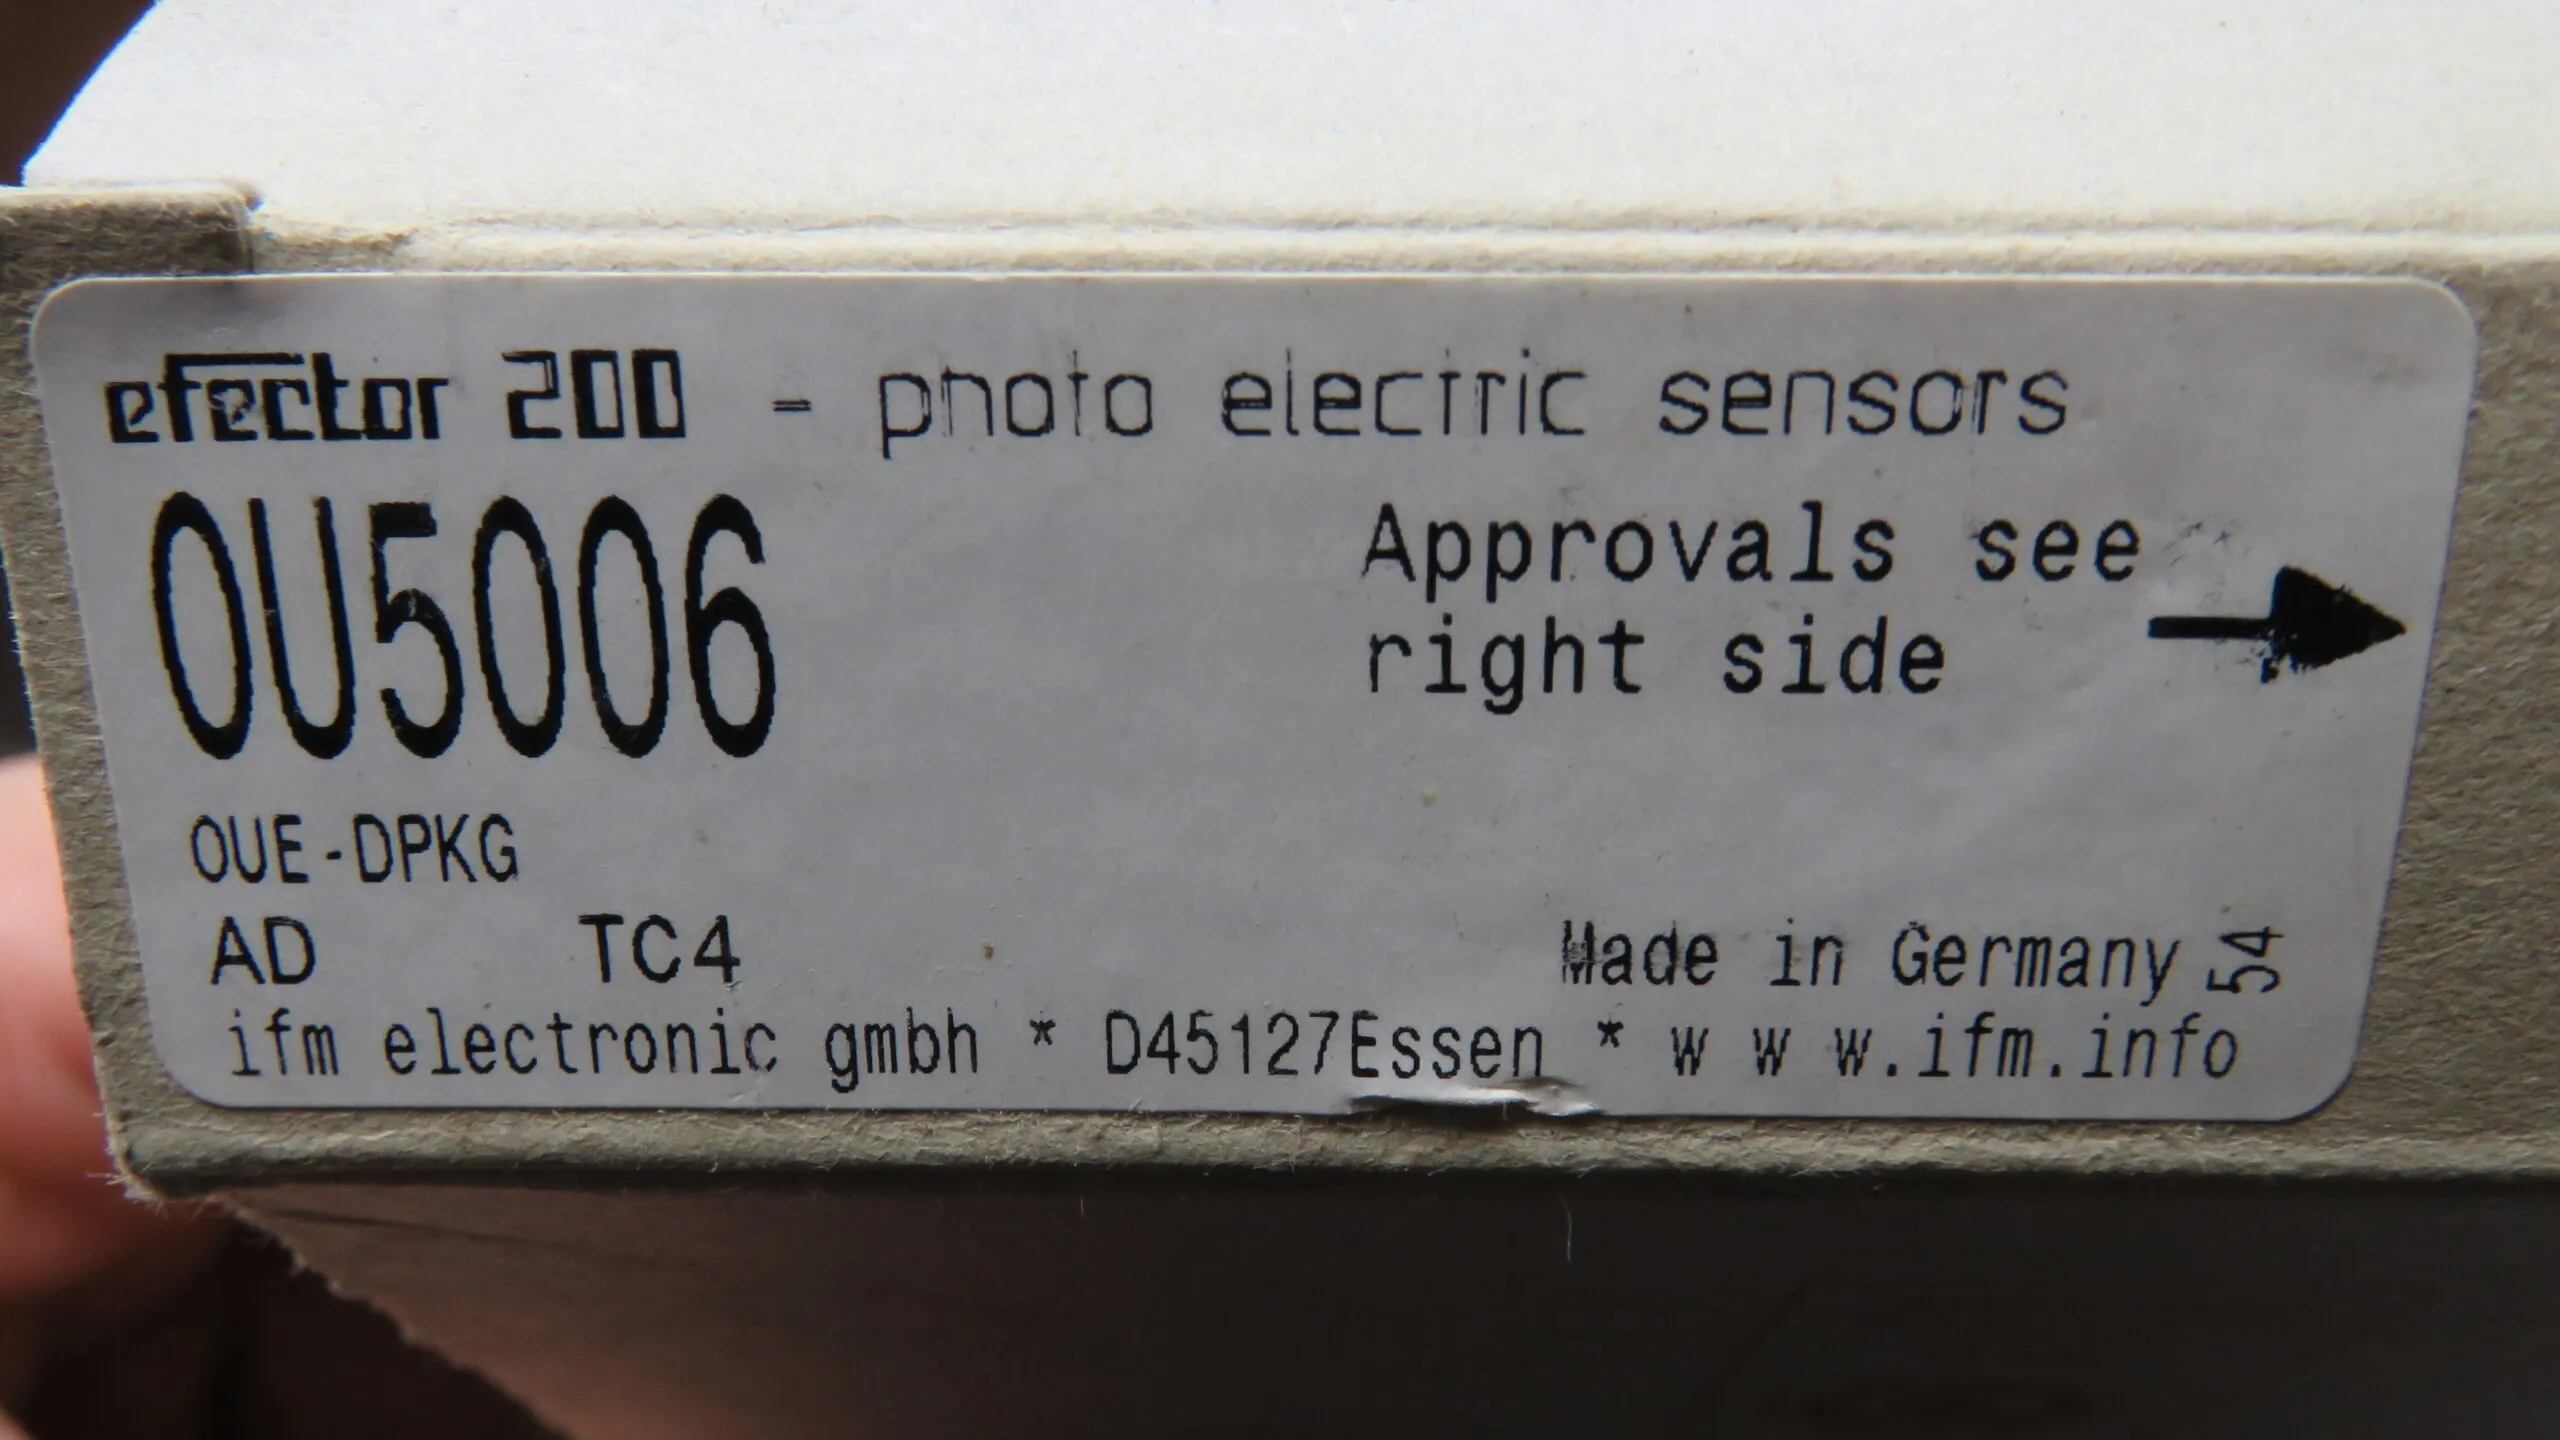 efector 200 - photo electric sensors
OU5006
Approvals see
right side
OUE-DPKG
AD TC4
Made in Germany 54
ifm electronic gmbh * D45127Essen * w w w.ifm.info